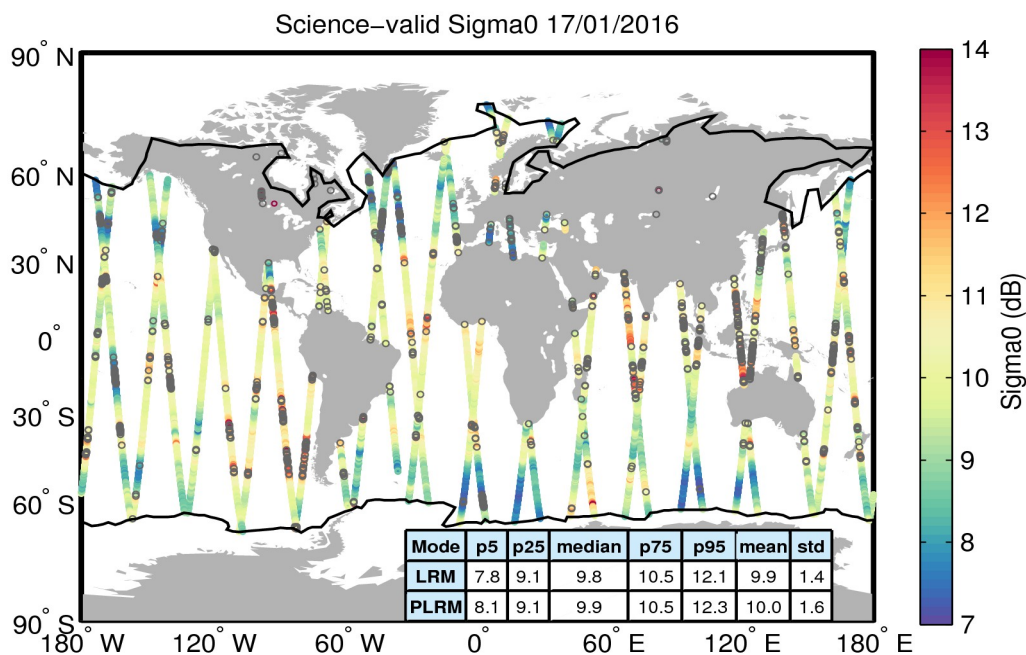 Science−valid Sigma0 17/01/2016
90° N
60° N
30° N
0°
30° S
60° S
90° S
180° W
120° W
60° W
0°
60° E
120° E
180° E
Mode p5 p25 median p75 p95 mean std
LRM 7.8 9.1 9.8 10.5 12.1 9.9 1.4
PLRM 8.1 9.1 9.9 10.5 12.3 10.0 1.6
14
13
12
11
10
9
8
7
Sigma0 (dB)